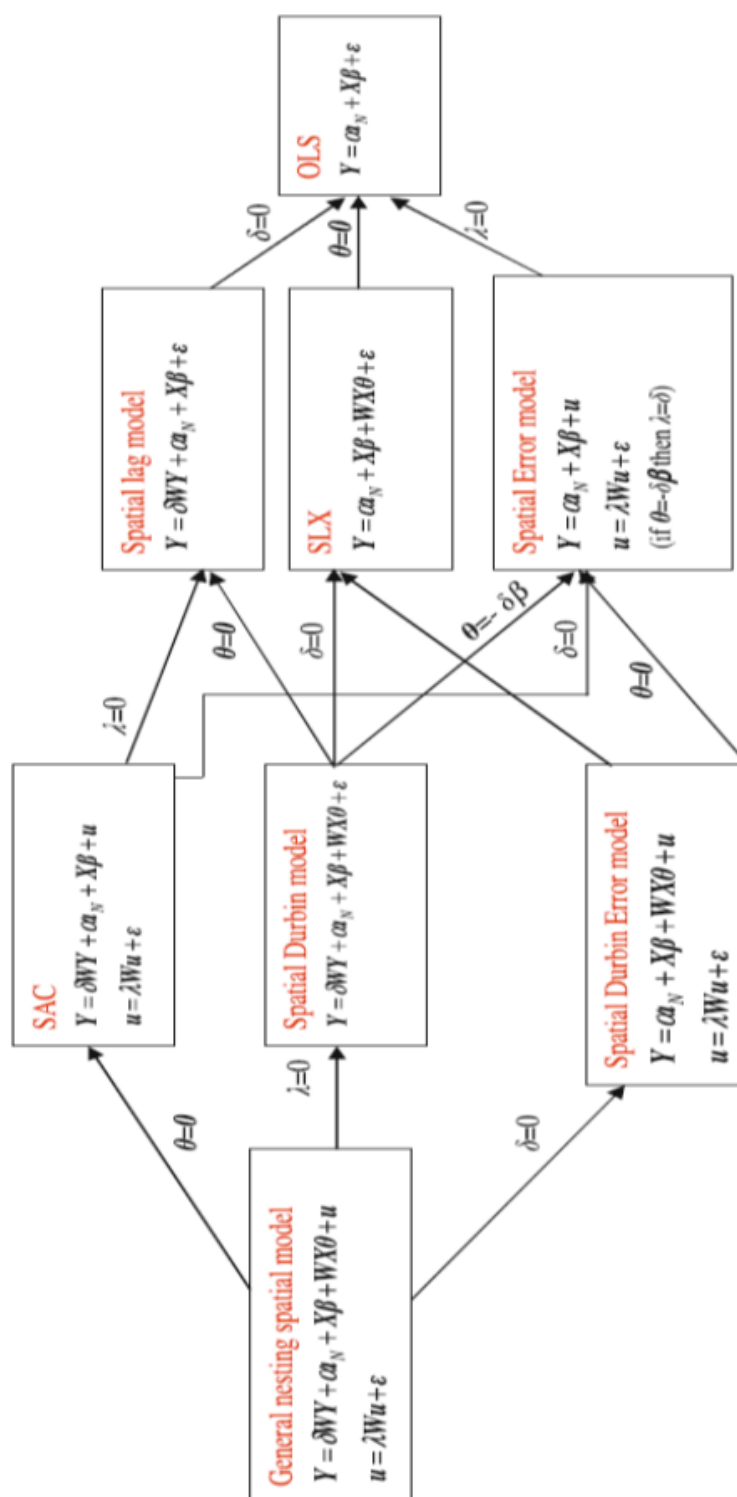 General nesting spatial model
Y = δWY + αι_N + Xβ + WXθ + u
u = λWu + ε
θ=0
λ=0
δ=0
SAC
Y = δWY + αι_N + Xβ + u
u = λWu + ε
Spatial Durbin model
Y = δWY + αι_N + Xβ + WXθ + ε
Spatial Durbin Error model
Y = αι_N + Xβ + WXθ + u
u = λWu + ε
λ=0
θ=0
δ=0
θ=- δβ
δ=0
θ=0
Spatial lag model
Y = δWY + αι_N + Xβ + ε
SLX
Y = αι_N + Xβ + WXθ + ε
Spatial Error model
Y = αι_N + Xβ + u
u = λWu + ε
(if θ=-δβ then λ=δ)
δ=0
θ=0
λ=0
OLS
Y = αι_N + Xβ + ε